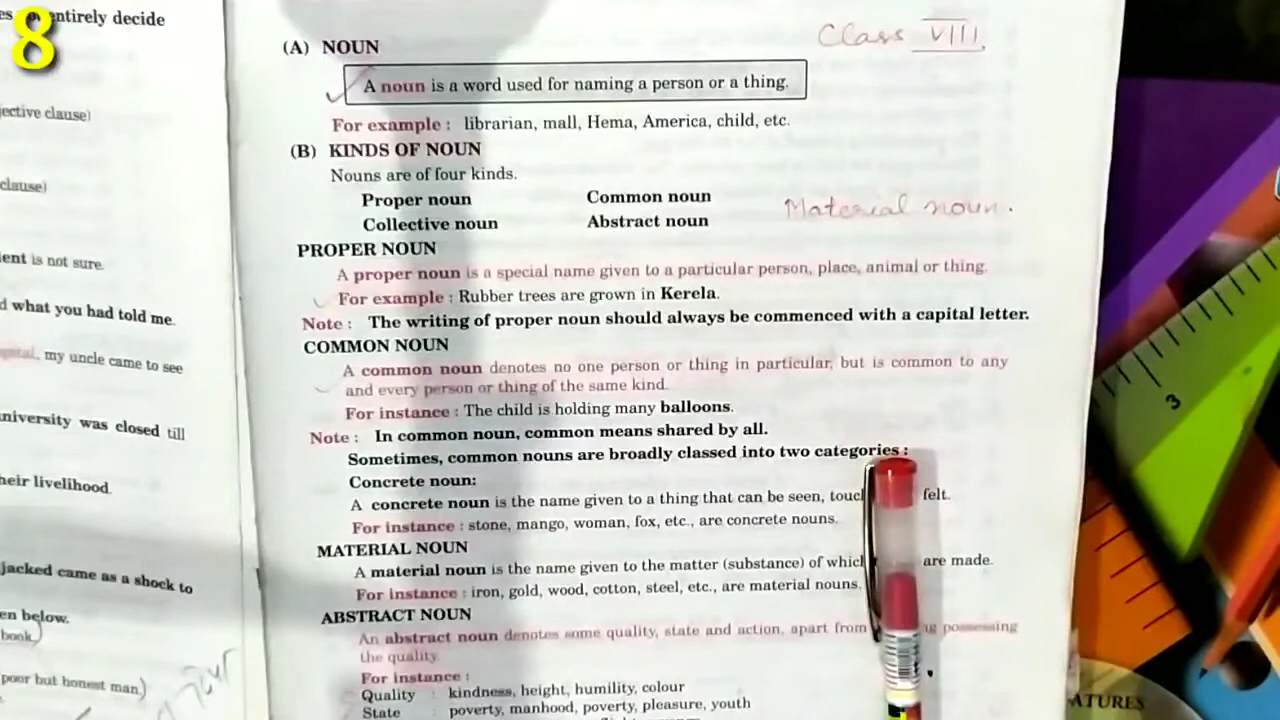 8
es or entirely decide
jective clause)
clause)
ent is not sure.
d what you had told me.
my uncle came to see
university was closed till
heir livelihood.
jacked came as a shock to
en below.
book)
poor but honest man)
Class VIII
(A) NOUN
A noun is a word used for naming a person or a thing.
For example : librarian, mall, Hema, America, child, etc.
(B) KINDS OF NOUN
Nouns are of four kinds.
Proper noun Common noun
Collective noun Abstract noun
Material noun.
PROPER NOUN
A proper noun is a special name given to a particular person, place, animal or thing.
For example : Rubber trees are grown in Kerela.
Note : The writing of proper noun should always be commenced with a capital letter.
COMMON NOUN
A common noun denotes no one person or thing in particular, but is common to any
and every person or thing of the same kind.
For instance : The child is holding many balloons.
Note : In common noun, common means shared by all.
Sometimes, common nouns are broadly classed into two categories :
Concrete noun:
A concrete noun is the name given to a thing that can be seen, touc felt.
For instance : stone, mango, woman, fox, etc., are concrete nouns.
MATERIAL NOUN
A material noun is the name given to the matter (substance) of whic are made.
For instance : iron, gold, wood, cotton, steel, etc., are material nouns.
ABSTRACT NOUN
An abstract noun denotes some quality, state and action, apart from possessing
the quality.
For instance :
Quality : kindness, height, humility, colour
State : poverty, manhood, poverty, pleasure, youth
3
ATURES